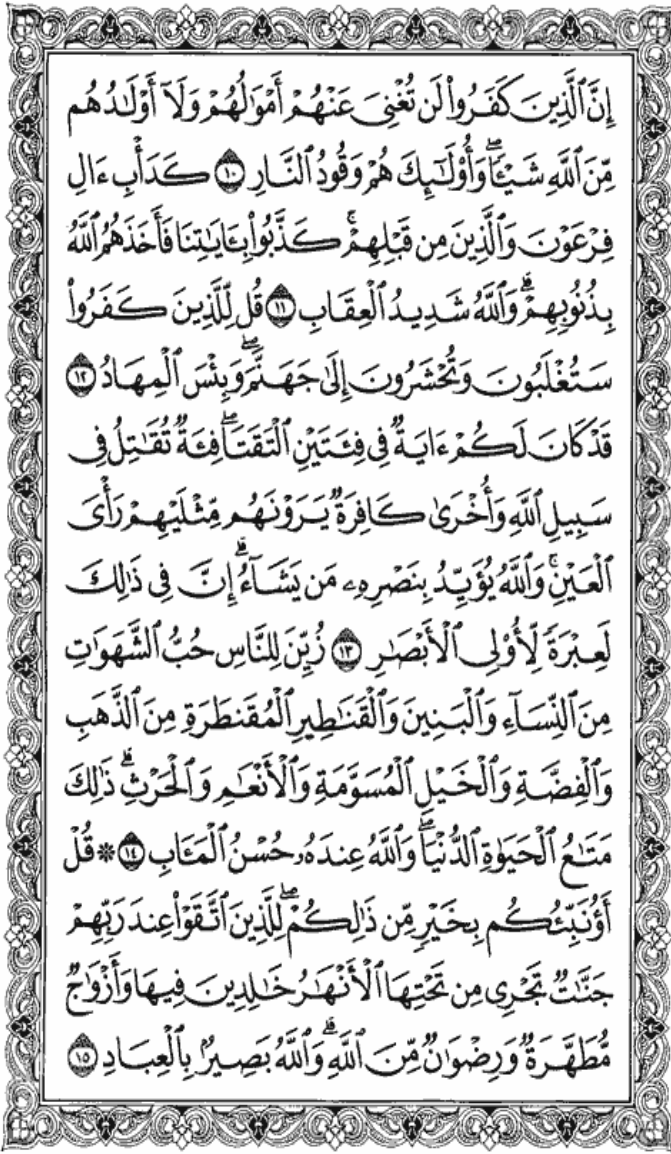 إِنَّ ٱلَّذِينَ كَفَرُوا۟ لَن تُغْنِىَ عَنْهُمْ أَمْوَٰلُهُمْ وَلَآ أَوْلَـٰدُهُم
مِّنَ ٱللَّهِ شَيْـًٔا ۖ وَأُو۟لَـٰٓئِكَ هُمْ وَقُودُ ٱلنَّارِ ١٠ كَدَأْبِ ءَالِ
فِرْعَوْنَ وَٱلَّذِينَ مِن قَبْلِهِمْ ۚ كَذَّبُوا۟ بِـَٔايَـٰتِنَا فَأَخَذَهُمُ ٱللَّهُ
بِذُنُوبِهِمْ ۗ وَٱللَّهُ شَدِيدُ ٱلْعِقَابِ ١١ قُل لِّلَّذِينَ كَفَرُوا۟
سَتُغْلَبُونَ وَتُحْشَرُونَ إِلَىٰ جَهَنَّمَ ۚ وَبِئْسَ ٱلْمِهَادُ ١٢
قَدْ كَانَ لَكُمْ ءَايَةٌ فِى فِئَتَيْنِ ٱلْتَقَتَا ۖ فِئَةٌ تُقَـٰتِلُ فِى
سَبِيلِ ٱللَّهِ وَأُخْرَىٰ كَافِرَةٌ يَرَوْنَهُم مِّثْلَيْهِمْ رَأْىَ
ٱلْعَيْنِ ۚ وَٱللَّهُ يُؤَيِّدُ بِنَصْرِهِۦ مَن يَشَآءُ ۗ إِنَّ فِى ذَٰلِكَ
لَعِبْرَةً لِّأُو۟لِى ٱلْأَبْصَـٰرِ ١٣ زُيِّنَ لِلنَّاسِ حُبُّ ٱلشَّهَوَٰتِ
مِنَ ٱلنِّسَآءِ وَٱلْبَنِينَ وَٱلْقَنَـٰطِيرِ ٱلْمُقَنطَرَةِ مِنَ ٱلذَّهَبِ
وَٱلْفِضَّةِ وَٱلْخَيْلِ ٱلْمُسَوَّمَةِ وَٱلْأَنْعَـٰمِ وَٱلْحَرْثِ ۗ ذَٰلِكَ
مَتَـٰعُ ٱلْحَيَوٰةِ ٱلدُّنْيَا ۖ وَٱللَّهُ عِندَهُۥ حُسْنُ ٱلْمَـَٔابِ ١٤ ۞ قُلْ
أَؤُنَبِّئُكُم بِخَيْرٍ مِّن ذَٰلِكُمْ ۚ لِلَّذِينَ ٱتَّقَوْا۟ عِندَ رَبِّهِمْ
جَنَّـٰتٌ تَجْرِى مِن تَحْتِهَا ٱلْأَنْهَـٰرُ خَـٰلِدِينَ فِيهَا وَأَزْوَٰجٌ
مُّطَهَّرَةٌ وَرِضْوَٰنٌ مِّنَ ٱللَّهِ ۗ وَٱللَّهُ بَصِيرٌۢ بِٱلْعِبَادِ ١٥